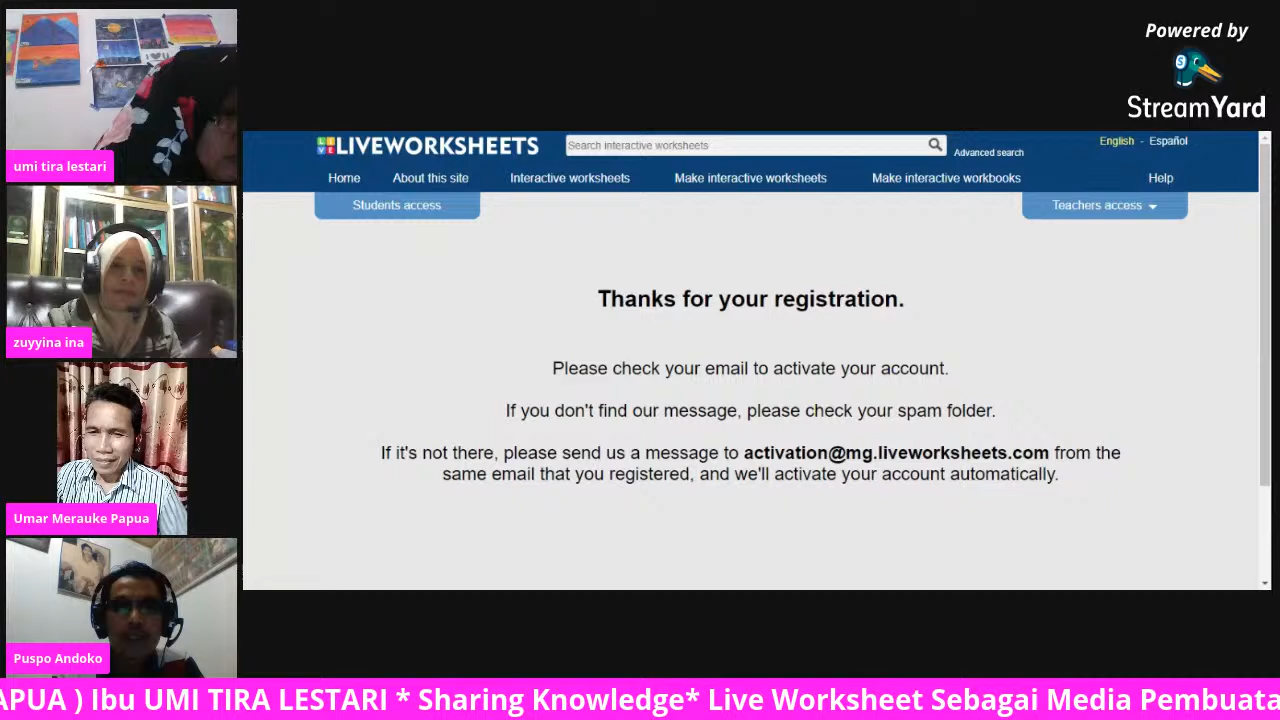 umi tira lestari
zuyyina ina
Umar Merauke Papua
Puspo Andoko
Powered by
StreamYard
LIVEWORKSHEETS
Search interactive worksheets
Advanced search
English - Español
Home About this site Interactive worksheets Make interactive worksheets Make interactive workbooks Help
Students access Teachers access
Thanks for your registration.
Please check your email to activate your account.
If you don't find our message, please check your spam folder.
If it's not there, please send us a message to activation@mg.liveworksheets.com from the
same email that you registered, and we'll activate your account automatically.
APUA ) Ibu UMI TIRA LESTARI * Sharing Knowledge* Live Worksheet Sebagai Media Pembuata